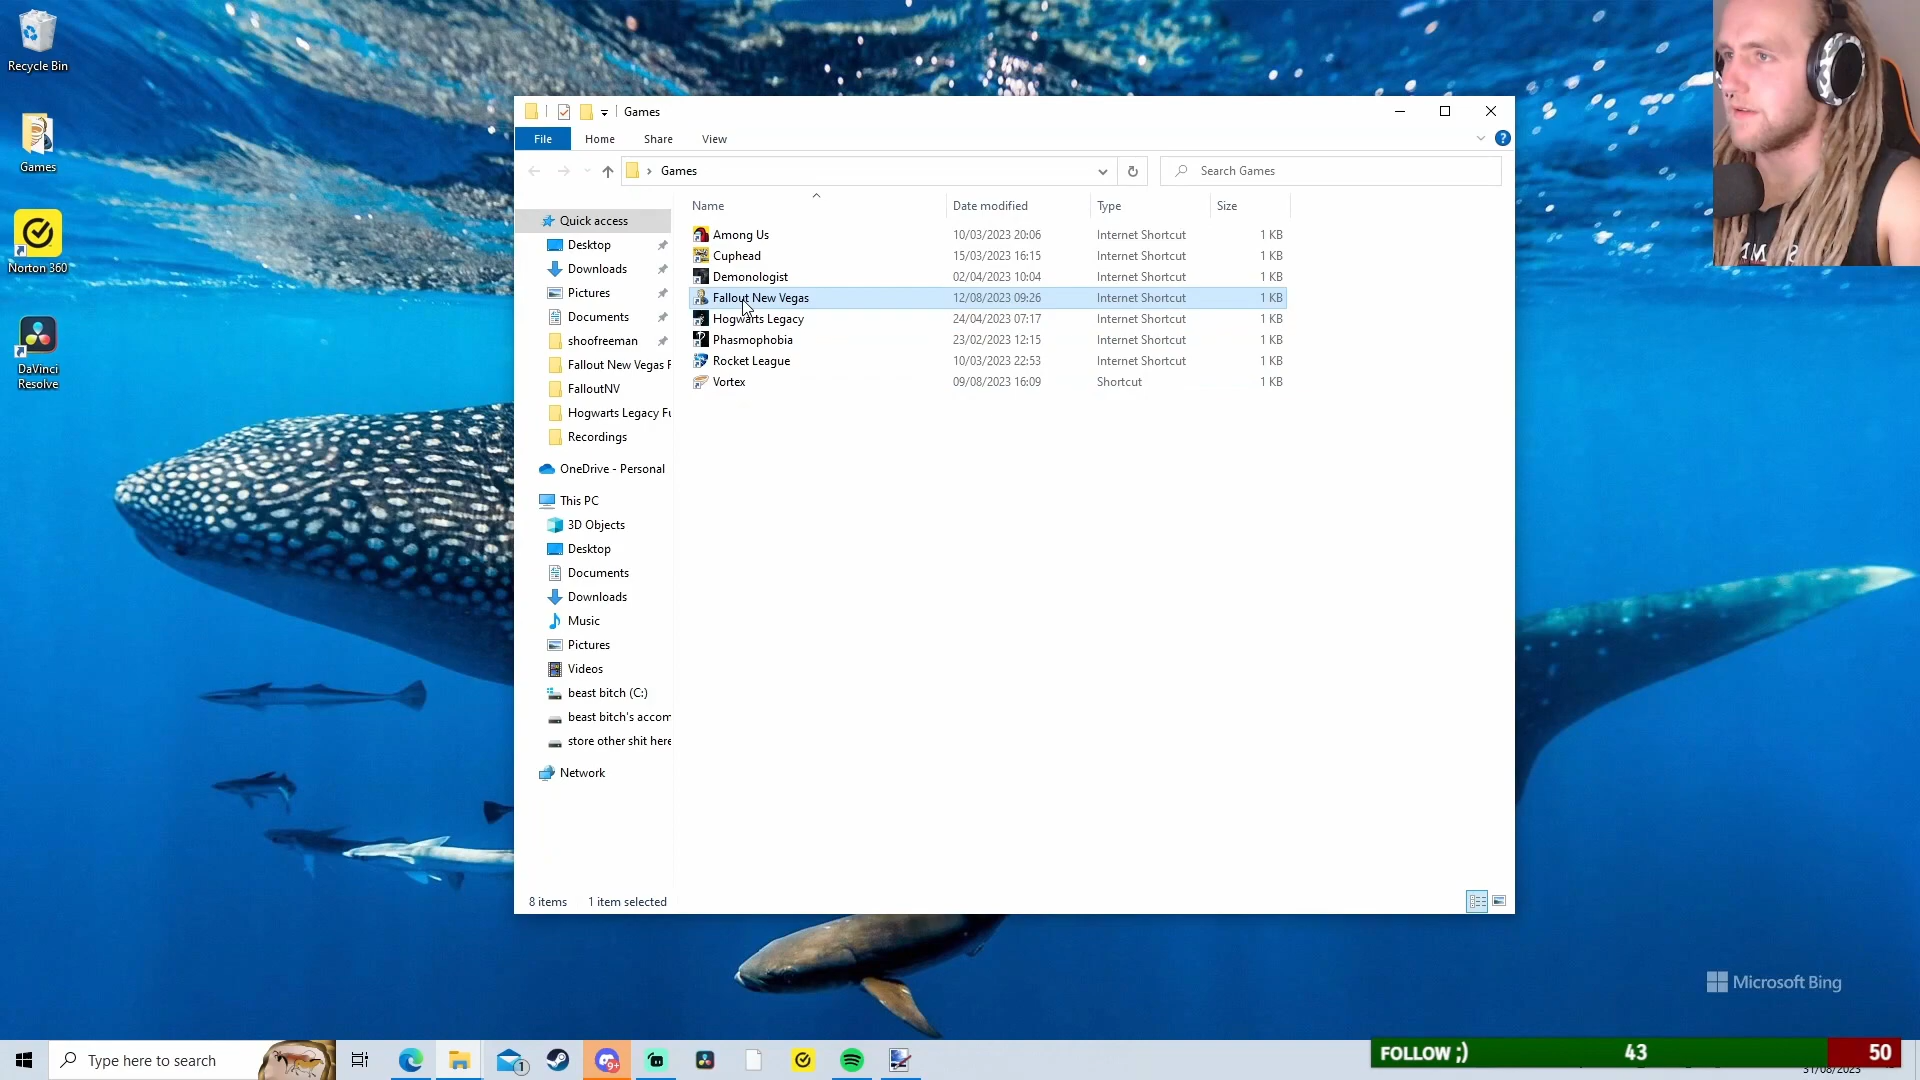 Recycle Bin
Games
Norton 360
DaVinci
Resolve
Games
File
Home
Share
View
Games
Search Games
Name
Date modified
Type
Size
Among Us
10/03/2023 20:06
Internet Shortcut
1 KB
Cuphead
15/03/2023 16:15
Internet Shortcut
1 KB
Demonologist
02/04/2023 10:04
Internet Shortcut
1 KB
Fallout New Vegas
12/08/2023 09:26
Internet Shortcut
1 KB
Hogwarts Legacy
24/04/2023 07:17
Internet Shortcut
1 KB
Phasmophobia
23/02/2023 12:15
Internet Shortcut
1 KB
Rocket League
10/03/2023 22:53
Internet Shortcut
1 KB
Vortex
09/08/2023 16:09
Shortcut
1 KB
Quick access
Desktop
Downloads
Pictures
Documents
shoofreeman
Fallout New Vegas F
FalloutNV
Hogwarts Legacy Fu
Recordings
OneDrive - Personal
This PC
3D Objects
Desktop
Documents
Downloads
Music
Pictures
Videos
beast bitch (C:)
beast bitch's accom
store other shit here
Network
8 items
1 item selected
Microsoft Bing
Type here to search
1
9+
FOLLOW ;)
43
50
31/08/2023